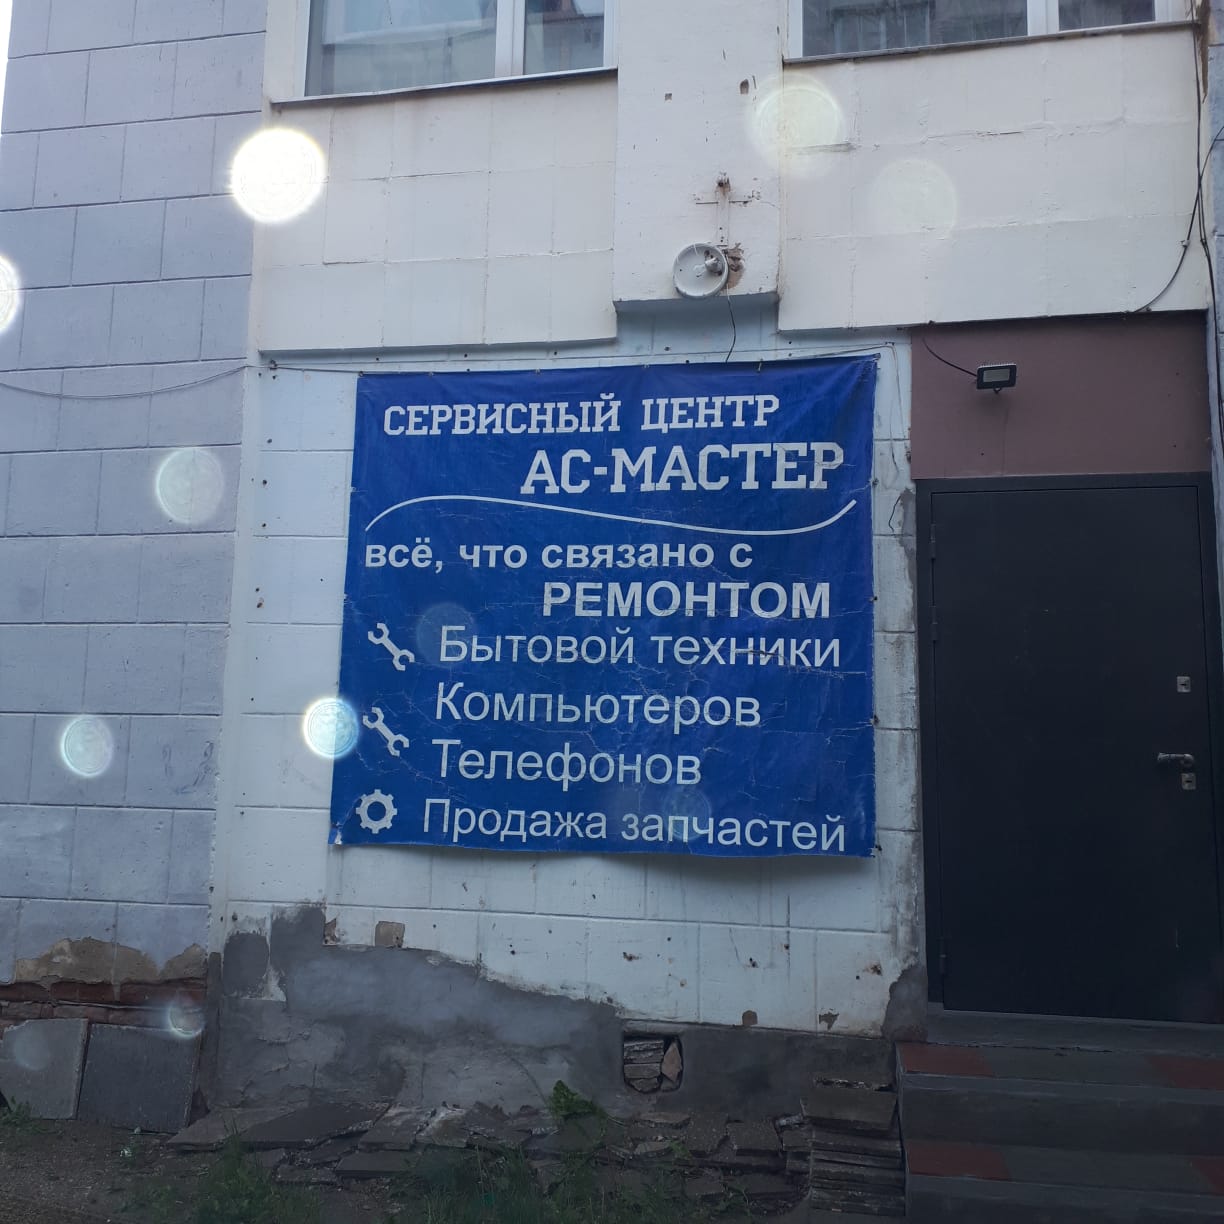 СЕРВИСНЫЙ ЦЕНТР
АС-МАСТЕР
всё, что связано с
РЕМОНТОМ
Бытовой техники
Компьютеров
Телефонов
Продажа запчастей